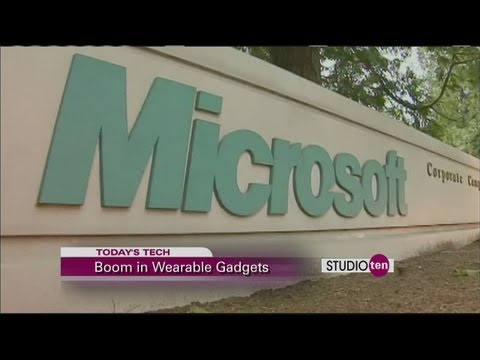 Microsoft
Corporate
TODAY'S TECH
Boom in Wearable Gadgets
STUDIO ten